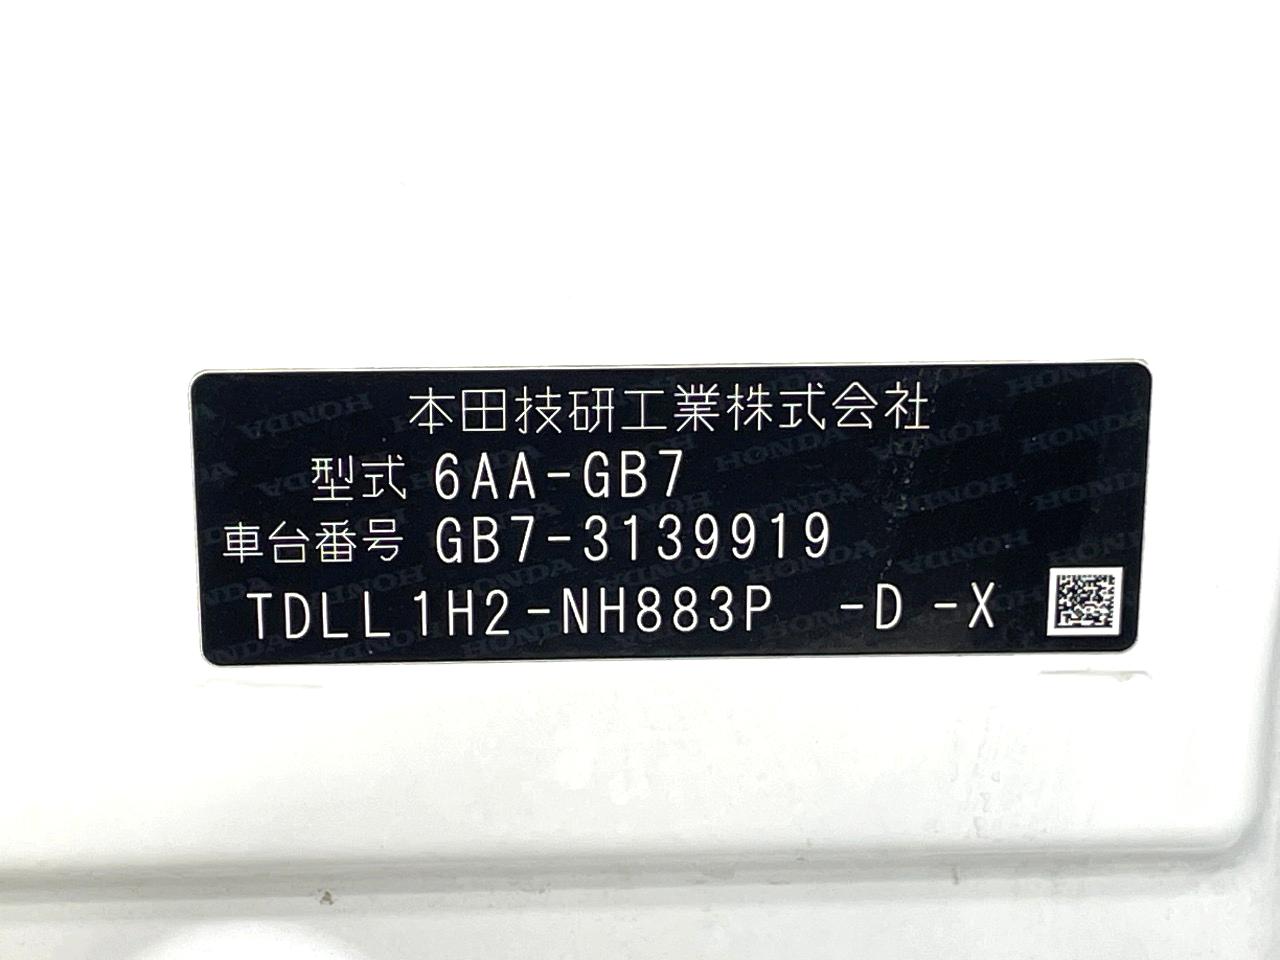 本田技研工業株式会社
型式 6AA-GB7
車台番号 GB7-3139919
TDLL1H2-NH883P -D -X